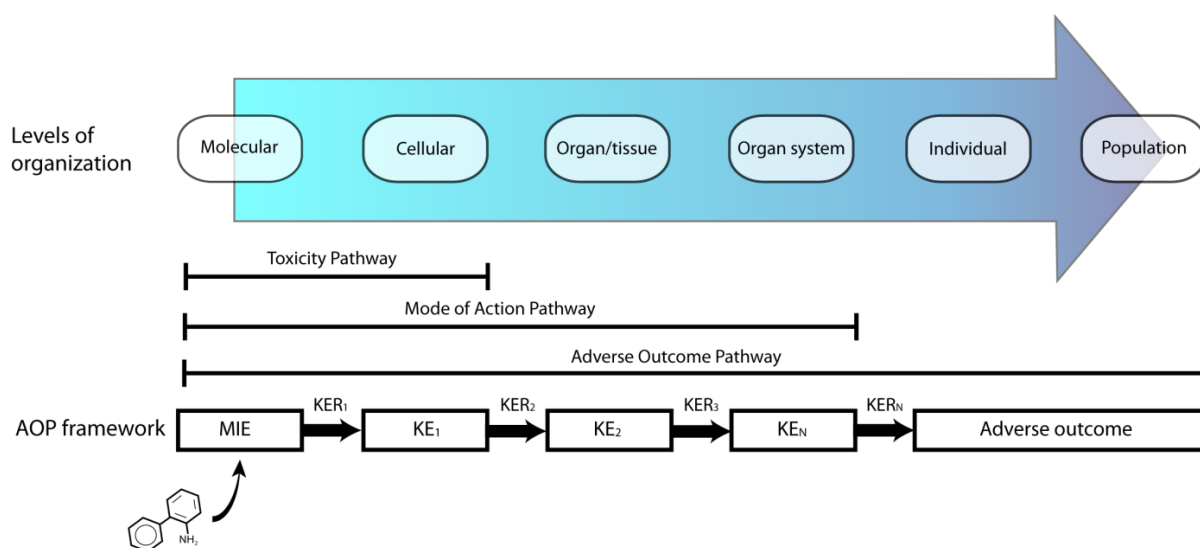 Levels of
organization
Molecular
Cellular
Organ/tissue
Organ system
Individual
Population
Toxicity Pathway
Mode of Action Pathway
Adverse Outcome Pathway
AOP framework
MIE
KER₁
KE₁
KER₂
KE₂
KER₃
KEₙ
KERₙ
Adverse outcome
NH₂